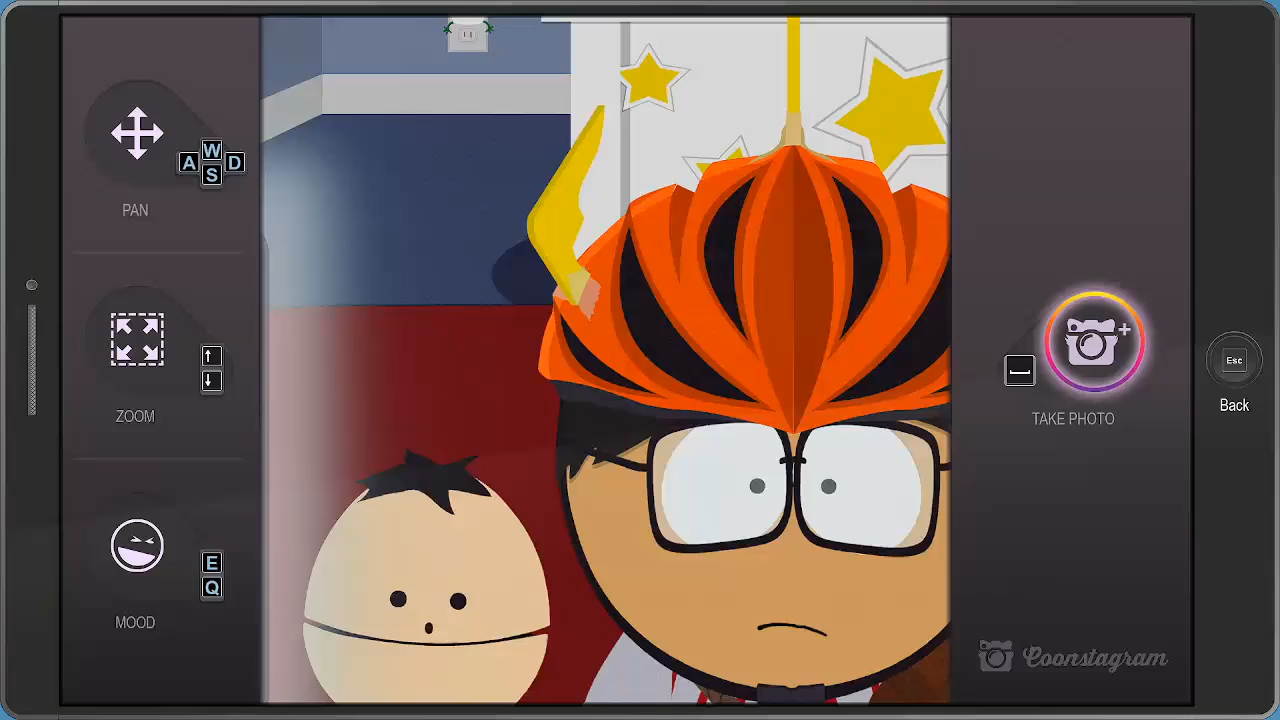 W
A
D
S
PAN
↑
↓
ZOOM
E
Q
MOOD
TAKE PHOTO
Esc
Back
Coonstagram